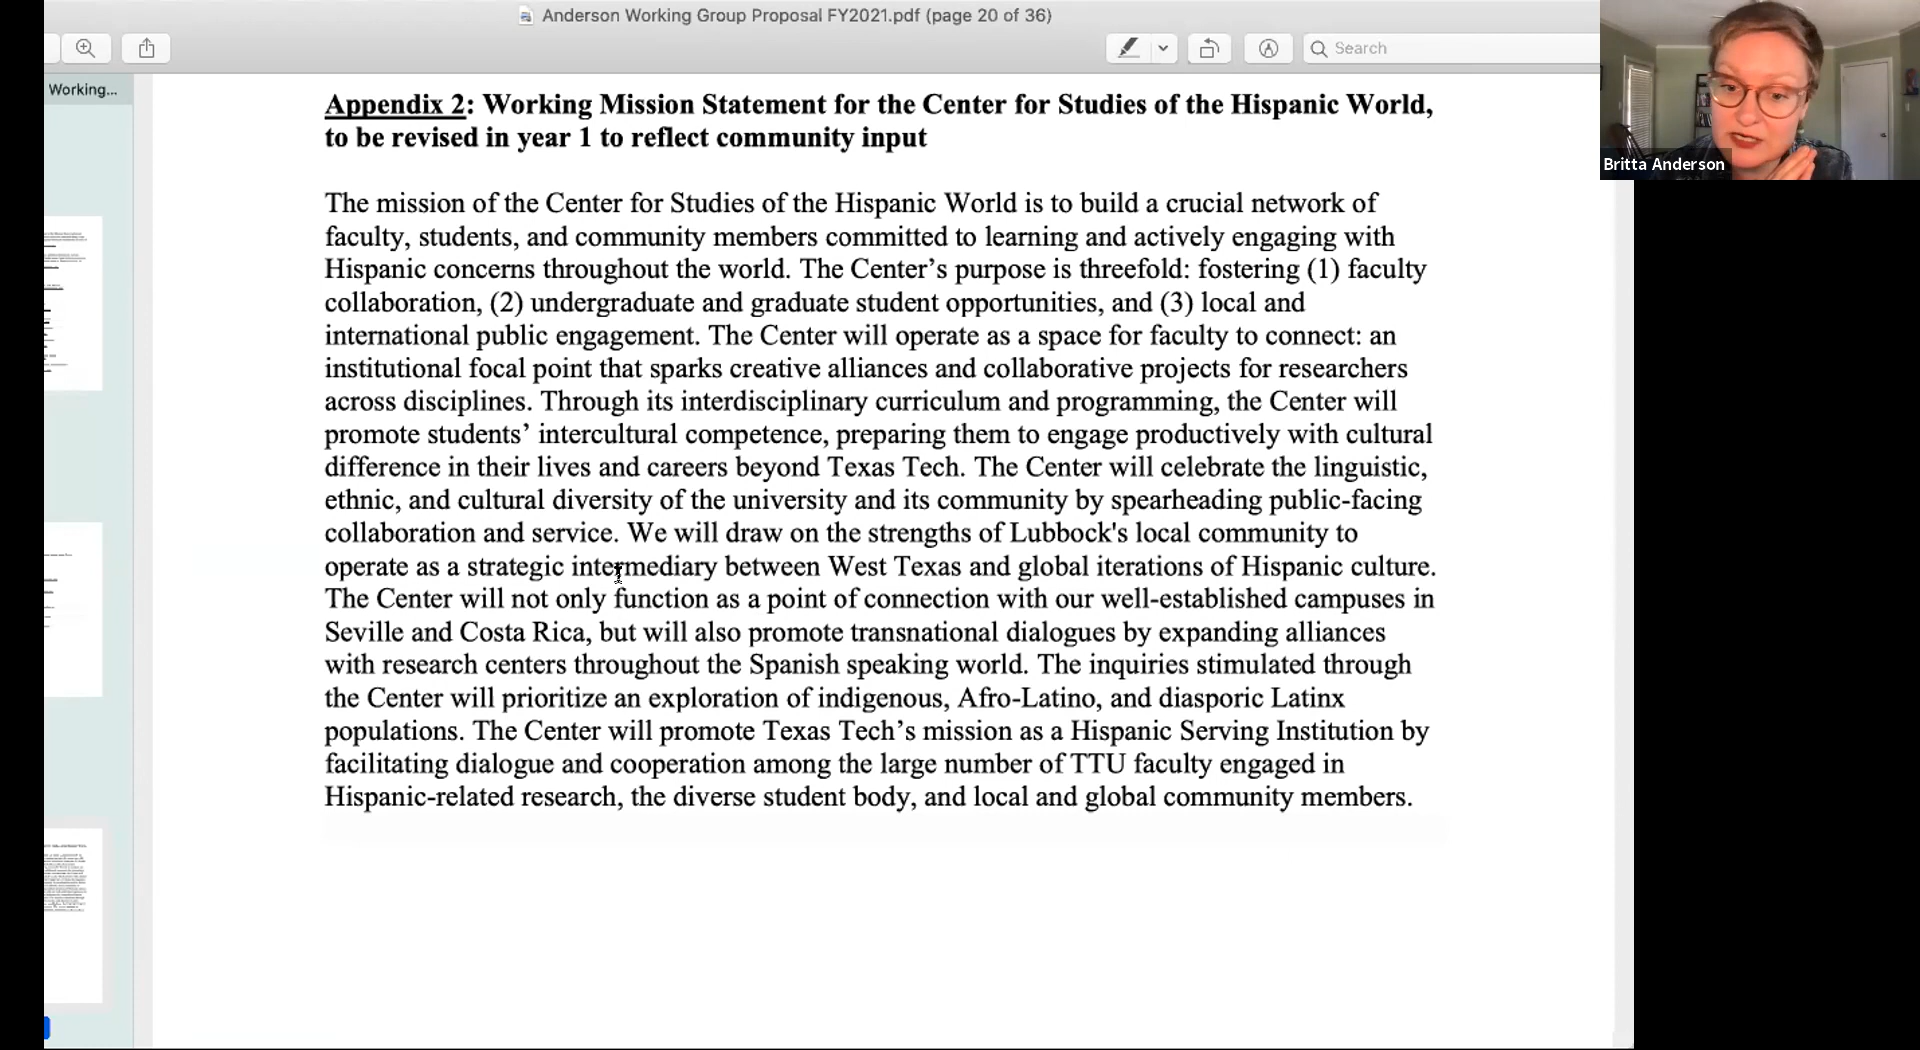 Anderson Working Group Proposal FY2021.pdf (page 20 of 36)
Search
Working...
Britta Anderson
Appendix 2: Working Mission Statement for the Center for Studies of the Hispanic World,
to be revised in year 1 to reflect community input
The mission of the Center for Studies of the Hispanic World is to build a crucial network of
faculty, students, and community members committed to learning and actively engaging with
Hispanic concerns throughout the world. The Center’s purpose is threefold: fostering (1) faculty
collaboration, (2) undergraduate and graduate student opportunities, and (3) local and
international public engagement. The Center will operate as a space for faculty to connect: an
institutional focal point that sparks creative alliances and collaborative projects for researchers
across disciplines. Through its interdisciplinary curriculum and programming, the Center will
promote students’ intercultural competence, preparing them to engage productively with cultural
difference in their lives and careers beyond Texas Tech. The Center will celebrate the linguistic,
ethnic, and cultural diversity of the university and its community by spearheading public-facing
collaboration and service. We will draw on the strengths of Lubbock's local community to
operate as a strategic intermediary between West Texas and global iterations of Hispanic culture.
The Center will not only function as a point of connection with our well-established campuses in
Seville and Costa Rica, but will also promote transnational dialogues by expanding alliances
with research centers throughout the Spanish speaking world. The inquiries stimulated through
the Center will prioritize an exploration of indigenous, Afro-Latino, and diasporic Latinx
populations. The Center will promote Texas Tech’s mission as a Hispanic Serving Institution by
facilitating dialogue and cooperation among the large number of TTU faculty engaged in
Hispanic-related research, the diverse student body, and local and global community members.